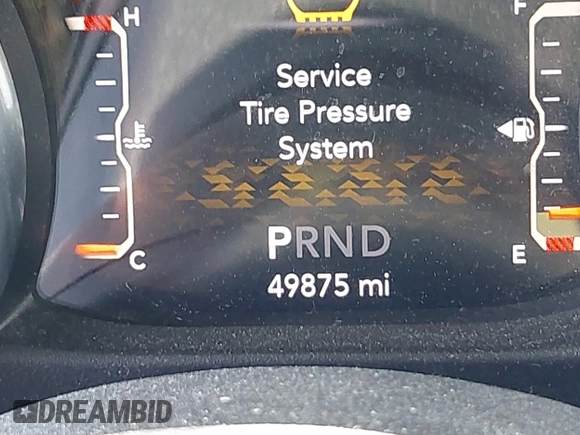 H
F
Service
Tire Pressure
System
C
E
PRND
49875 mi
DREAMBID